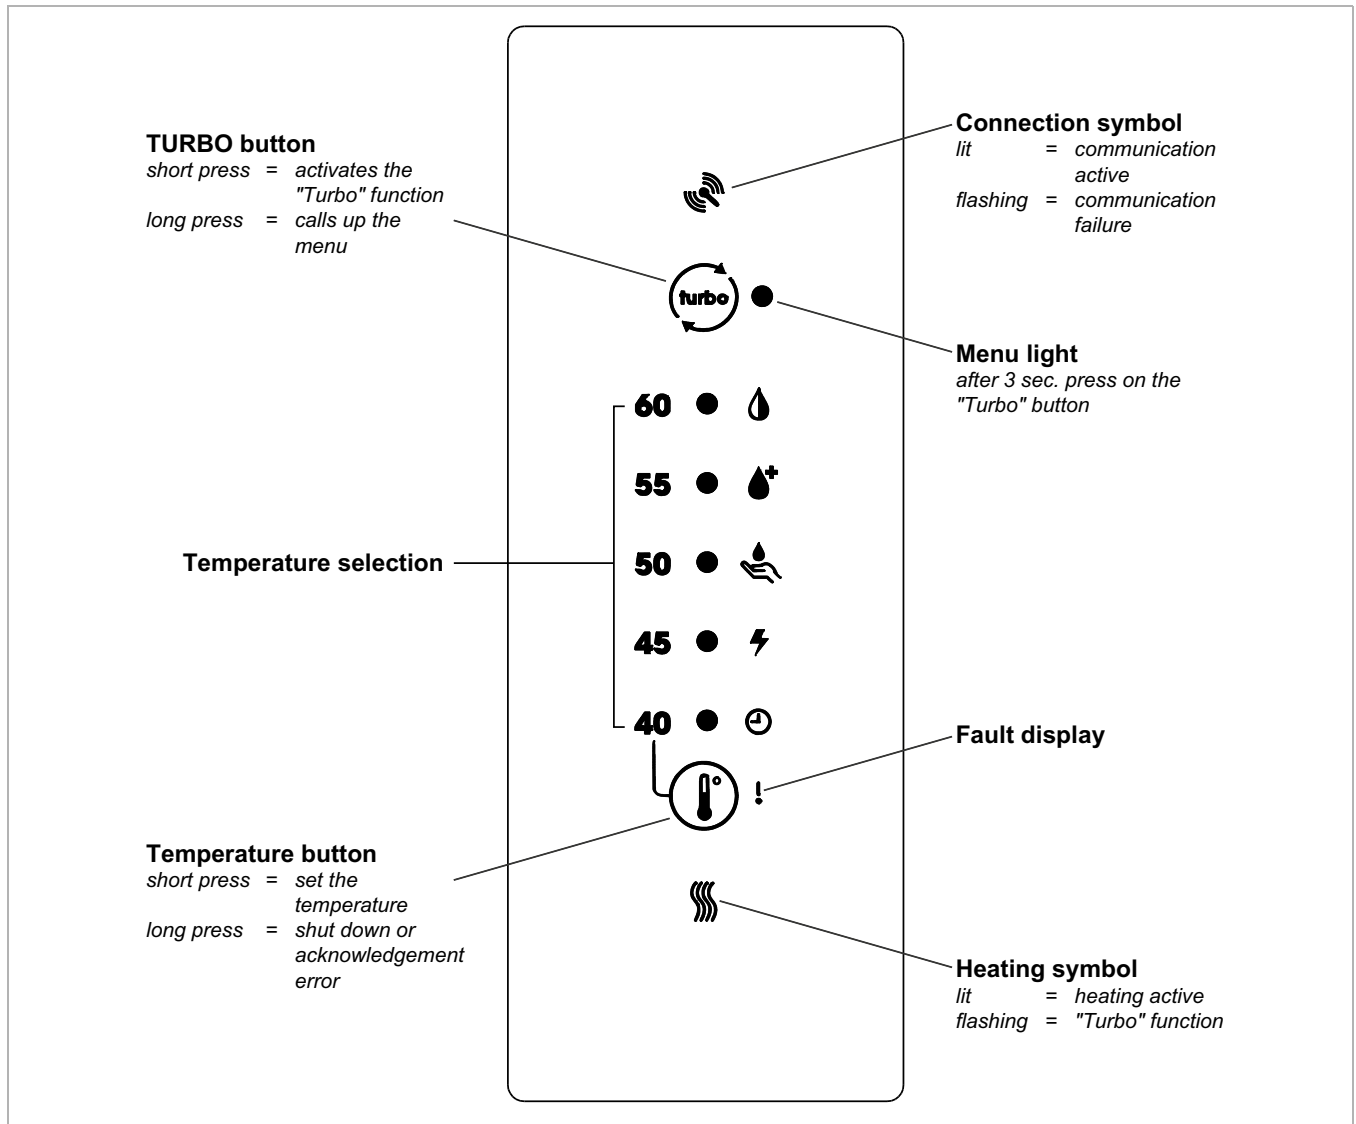 TURBO button
short press = activates the
"Turbo" function
long press = calls up the
menu
Connection symbol
lit = communication
active
flashing = communication
failure
turbo
Menu light
after 3 sec. press on the
"Turbo" button
60
55
Temperature selection
50
45
40
Fault display
!
Temperature button
short press = set the
temperature
long press = shut down or
acknowledgement
error
Heating symbol
lit = heating active
flashing = "Turbo" function